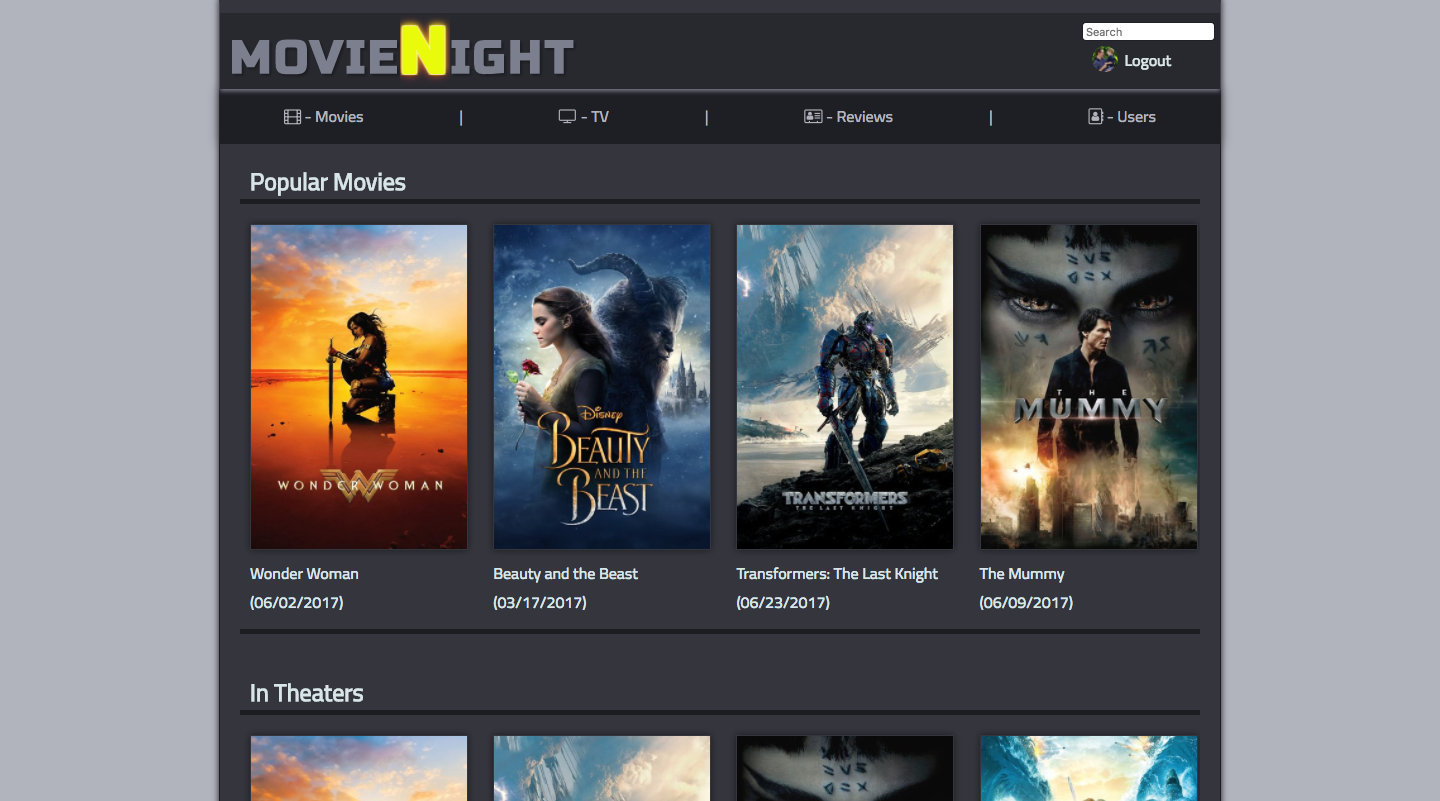 MOVIENIGHT
Search
Logout
- Movies | - TV | - Reviews | - Users
Popular Movies
WONDER WOMAN
Disney
BEAUTY
AND THE
BEAST
TRANSFORMERS
THE LAST KNIGHT
THE
MUMMY
Wonder Woman
(06/02/2017)
Beauty and the Beast
(03/17/2017)
Transformers: The Last Knight
(06/23/2017)
The Mummy
(06/09/2017)
In Theaters